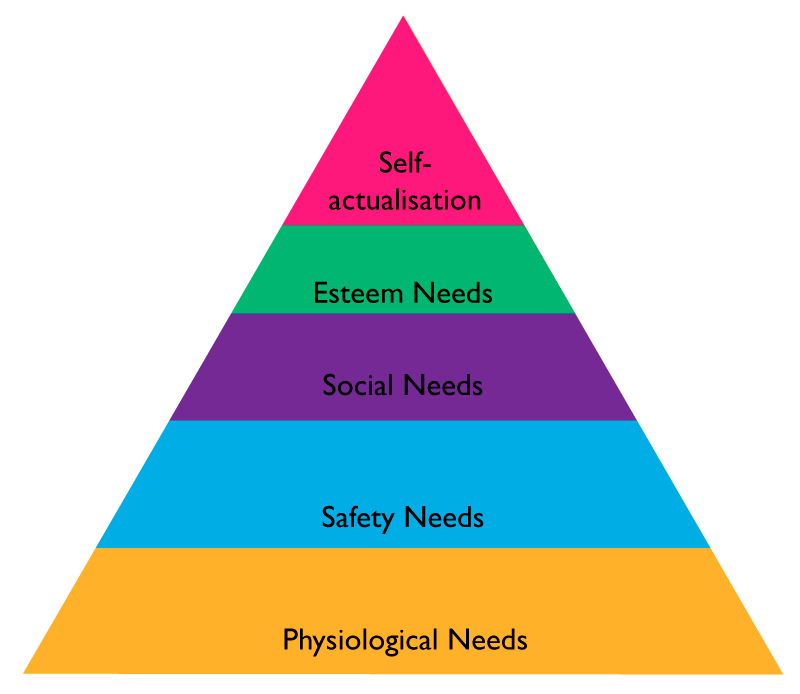 Self-
actualisation
Esteem Needs
Social Needs
Safety Needs
Physiological Needs